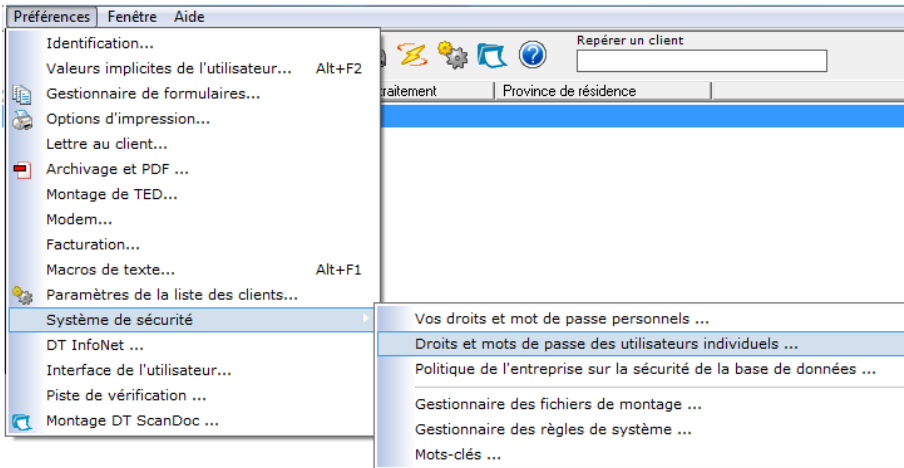 Préférences Fenêtre Aide
Repérer un client
traitement Province de résidence
Identification...
Valeurs implicites de l'utilisateur... Alt+F2
Gestionnaire de formulaires...
Options d'impression...
Lettre au client...
Archivage et PDF ...
Montage de TED...
Modem...
Facturation...
Macros de texte... Alt+F1
Paramètres de la liste des clients...
Système de sécurité
DT InfoNet ...
Interface de l'utilisateur...
Piste de vérification ...
Montage DT ScanDoc ...
Vos droits et mot de passe personnels ...
Droits et mots de passe des utilisateurs individuels ...
Politique de l'entreprise sur la sécurité de la base de données ...
Gestionnaire des fichiers de montage ...
Gestionnaire des règles de système ...
Mots-clés ...